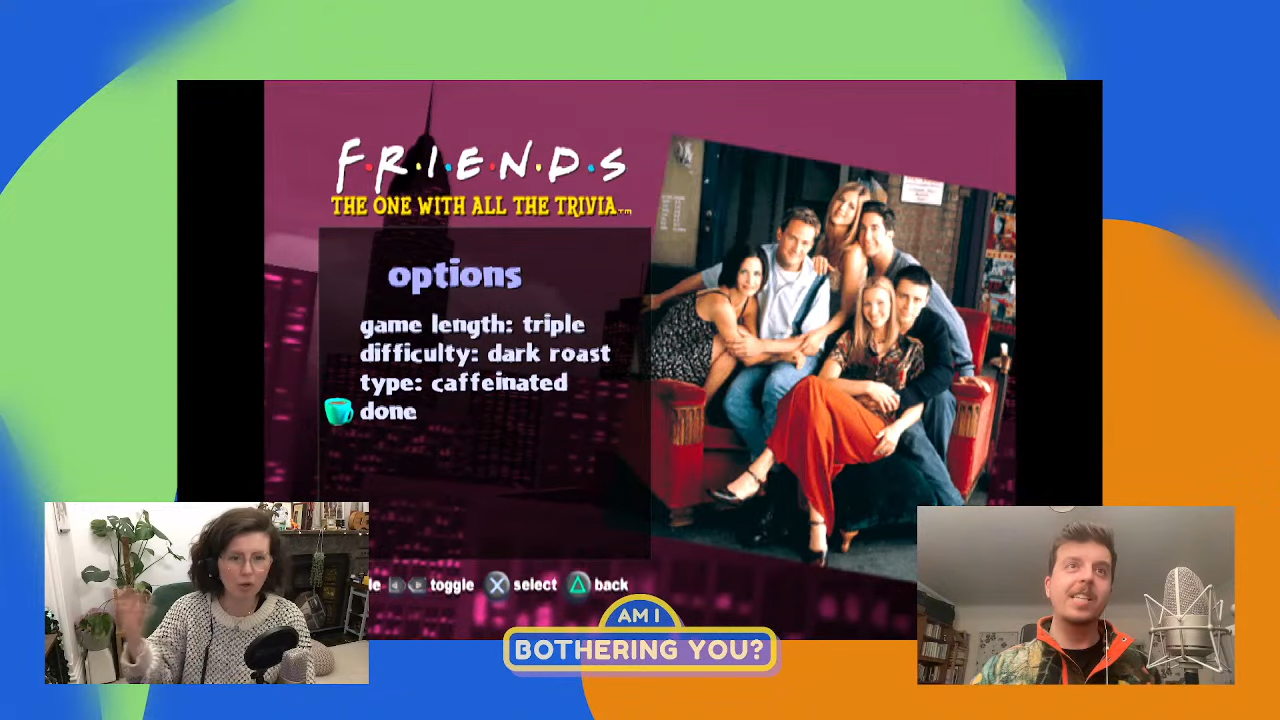 F·R·I·E·N·D·S
THE ONE WITH ALL THE TRIVIA™
options
game length: triple
difficulty: dark roast
type: caffeinated
done
toggle
select
back
AM I
BOTHERING YOU?